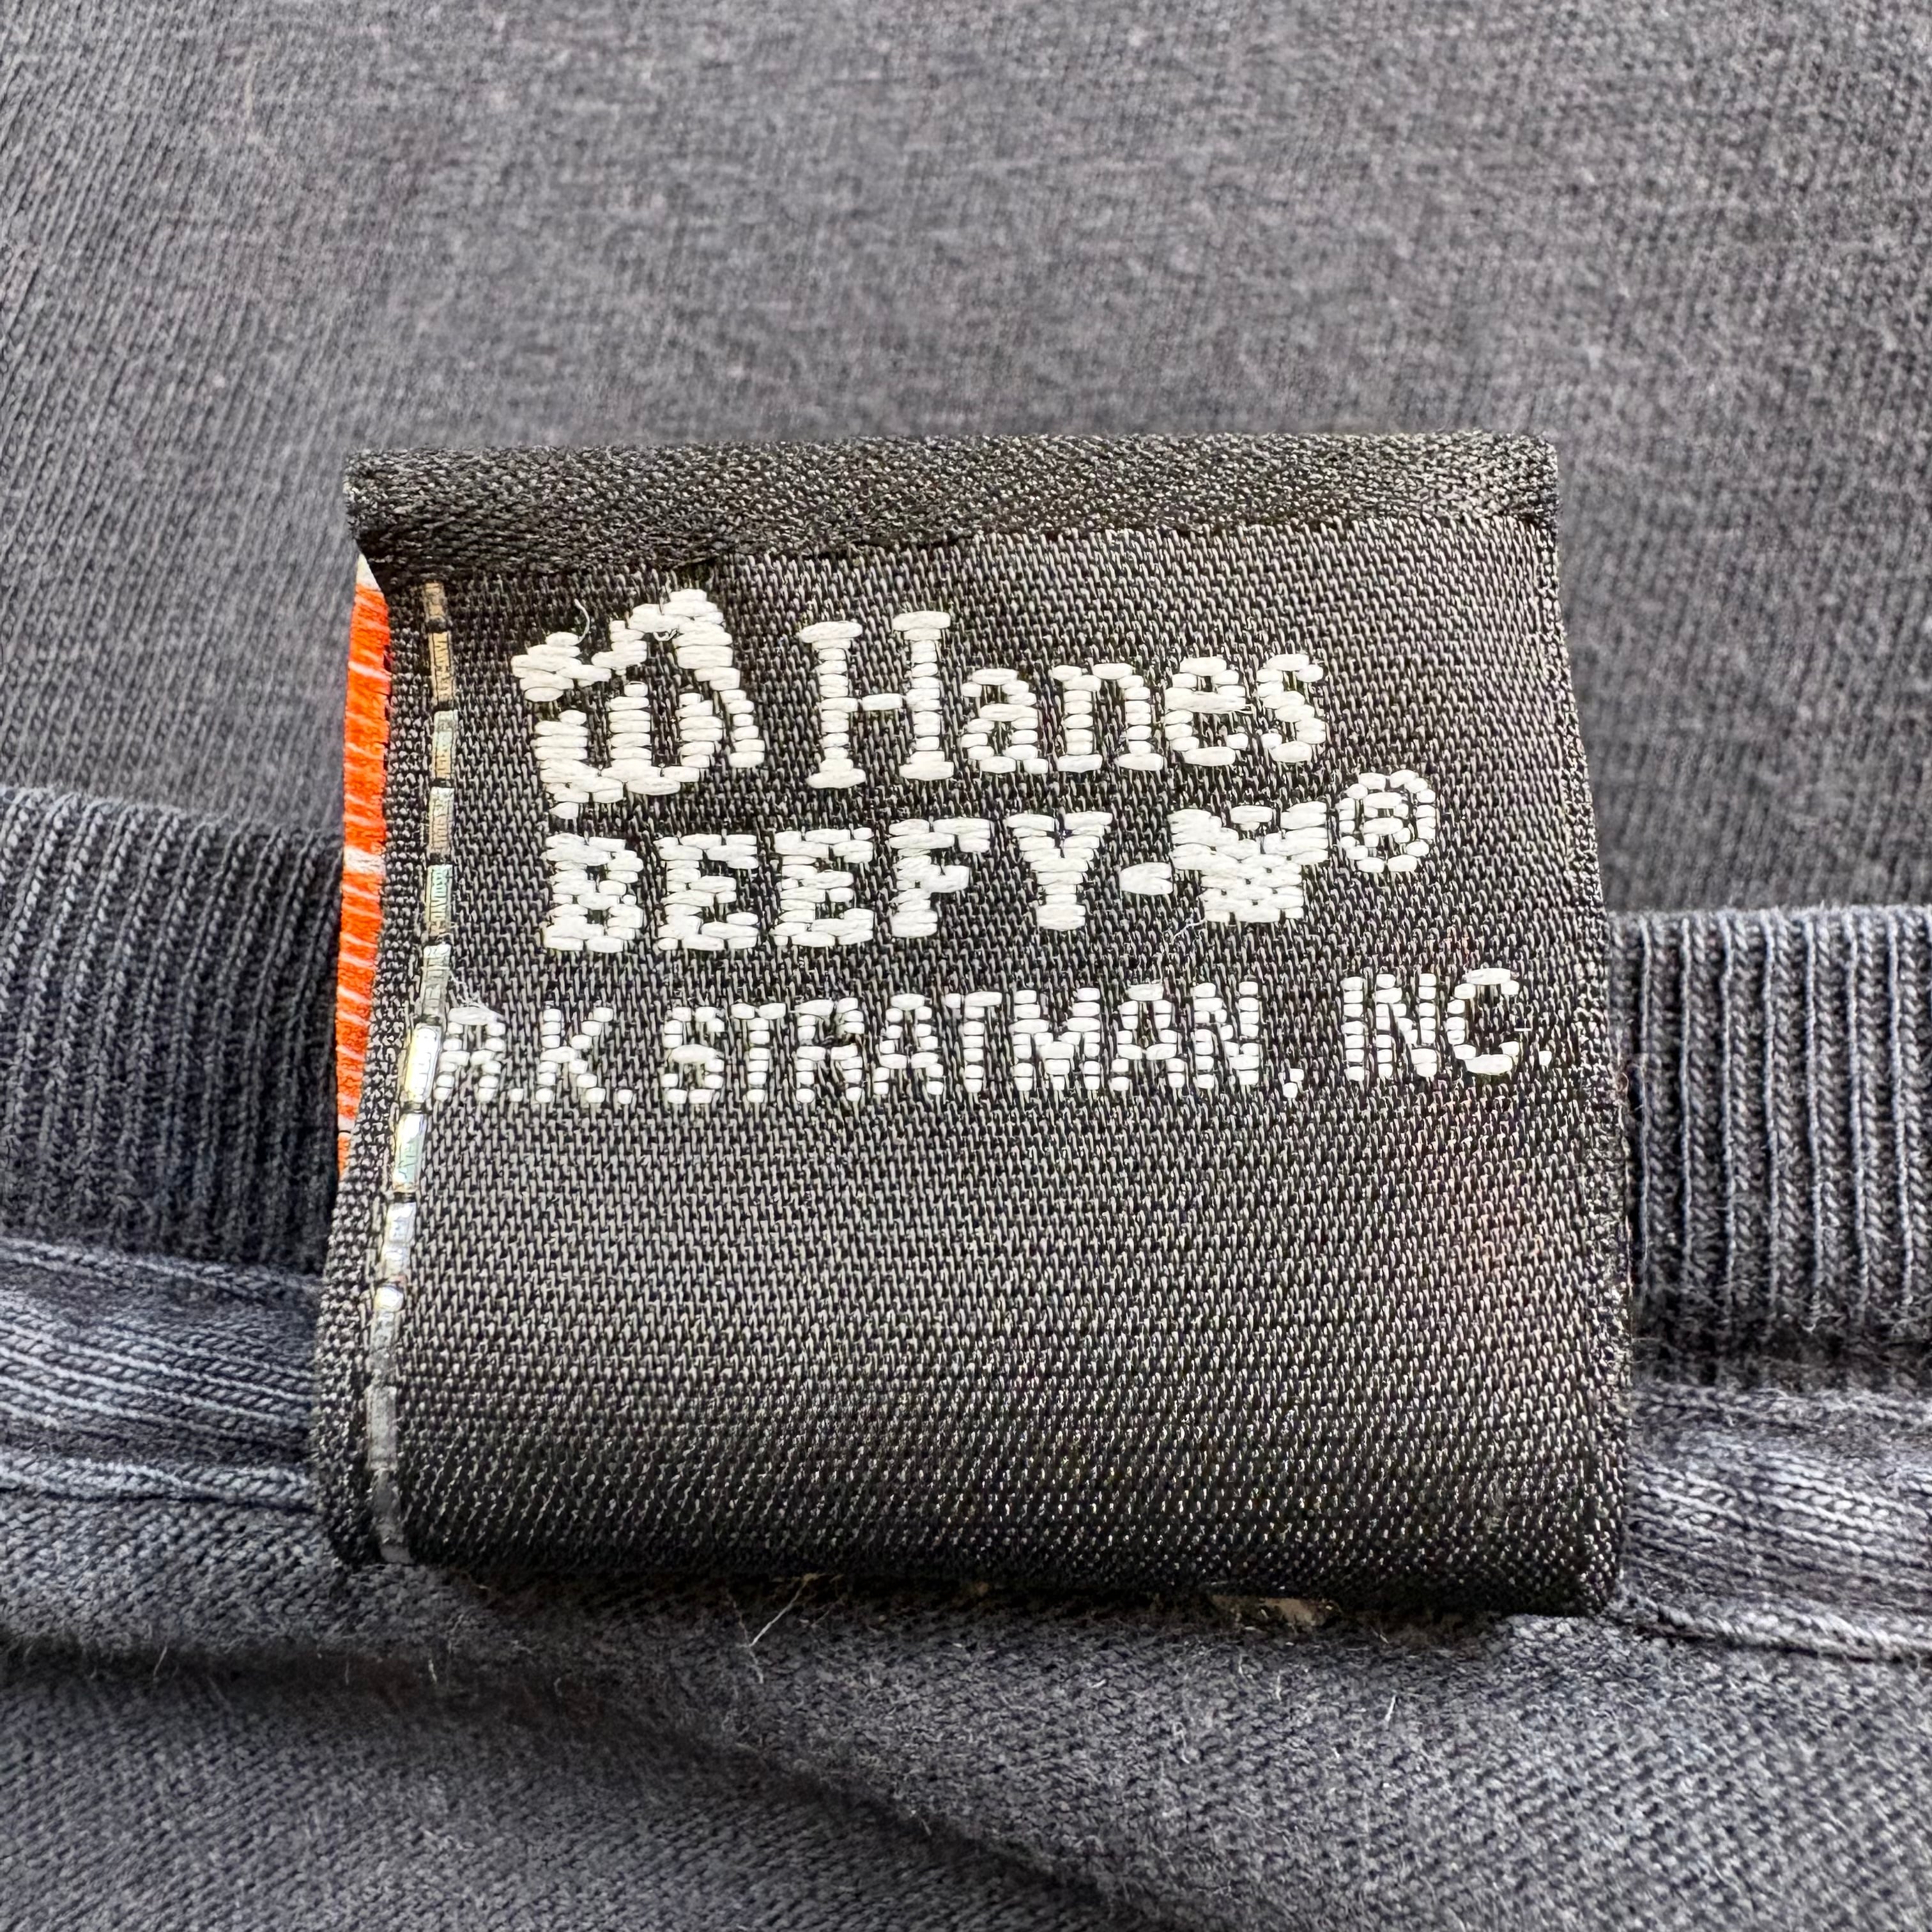 Hanes
BEEFY-T®
R.K. STRATMAN, INC.